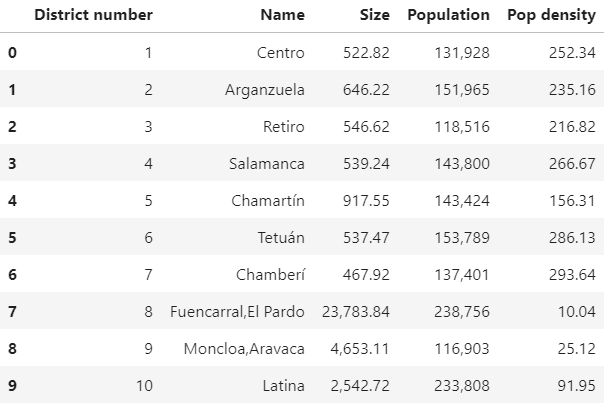 District number Name Size Population Pop density
0 1 Centro 522.82 131,928 252.34
1 2 Arganzuela 646.22 151,965 235.16
2 3 Retiro 546.62 118,516 216.82
3 4 Salamanca 539.24 143,800 266.67
4 5 Chamartín 917.55 143,424 156.31
5 6 Tetuán 537.47 153,789 286.13
6 7 Chamberí 467.92 137,401 293.64
7 8 Fuencarral,El Pardo 23,783.84 238,756 10.04
8 9 Moncloa,Aravaca 4,653.11 116,903 25.12
9 10 Latina 2,542.72 233,808 91.95